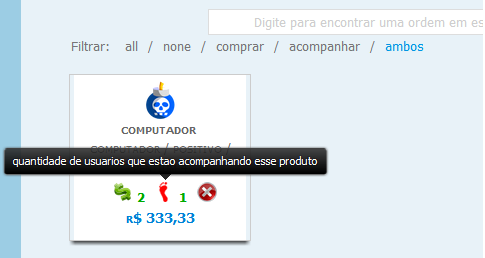 Digite para encontrar uma ordem em es
Filtrar: all / none / comprar / acompanhar / ambos
COMPUTADOR
COMPUTADOR / POSITIVO /
quantidade de usuarios que estao acompanhando esse produto
2 1
R$ 333,33